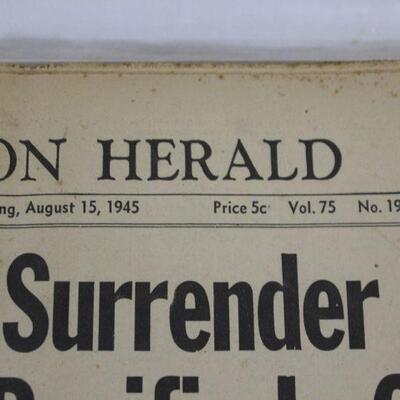 ON HERALD
ng, August 15, 1945 Price 5c Vol. 75 No. 19
Surrender